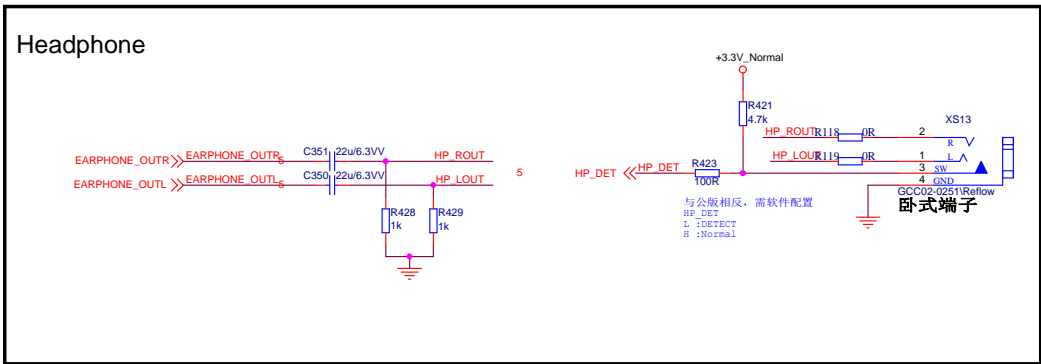 Headphone
+3.3V_Normal
R421
4.7k
XS13
HP_ROUT
R118
0R
2
R
HP_LOUT
R119
0R
1
L
3
SW
4
GND
GCC02-0251\Reflow
卧式端子
EARPHONE_OUTR
EARPHONE_OUTR
5
C351
22u/6.3VV
HP_ROUT
EARPHONE_OUTL
EARPHONE_OUTL
5
C350
22u/6.3VV
HP_LOUT
5
HP_DET
HP_DET
R423
100R
R428
1k
R429
1k
与公版相反，需软件配置
HP_DET
L :DETECT
H :Normal